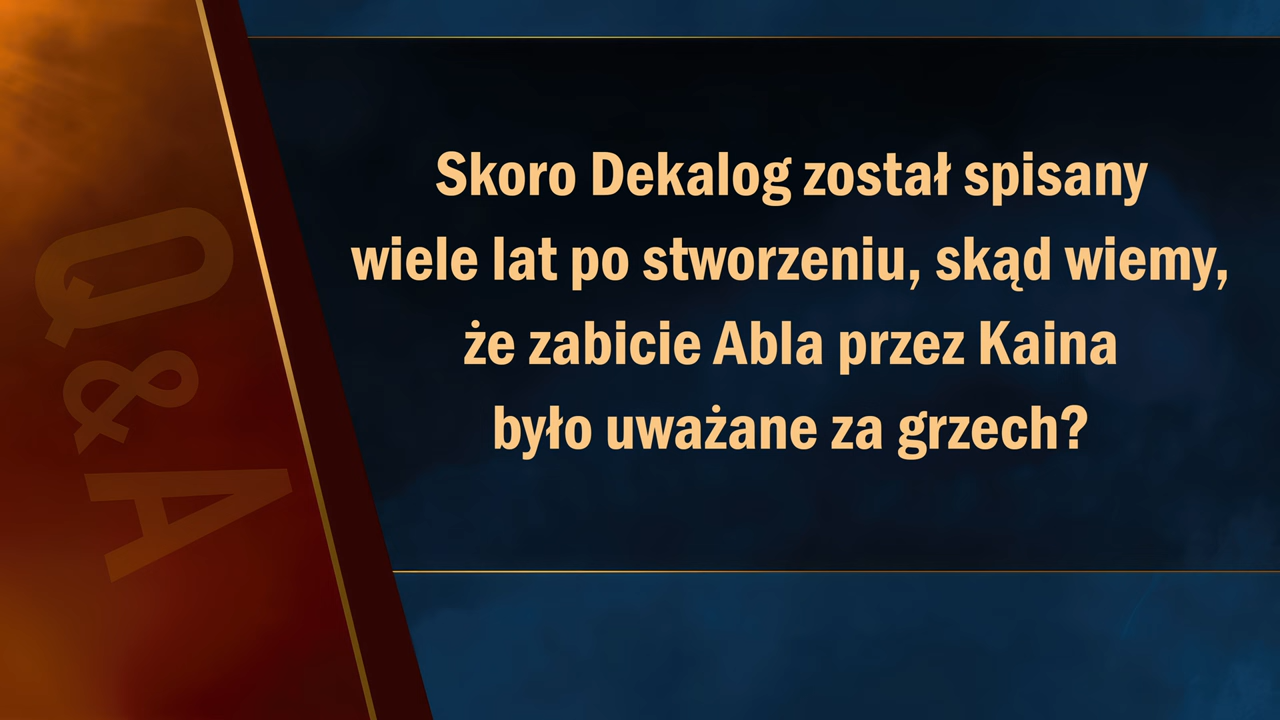 Skoro Dekalog został spisany
wiele lat po stworzeniu, skąd wiemy,
że zabicie Abla przez Kaina
było uważane za grzech?
Q&A